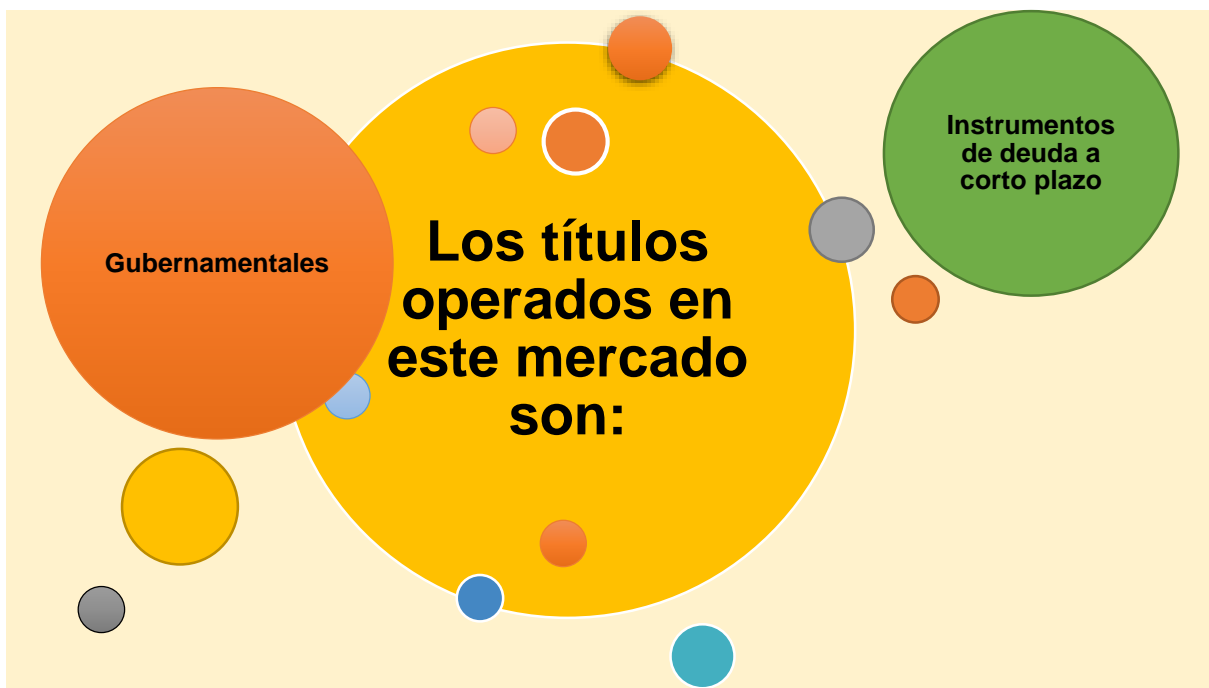 Los títulos
operados en
este mercado
son:
Gubernamentales
Instrumentos
de deuda a
corto plazo